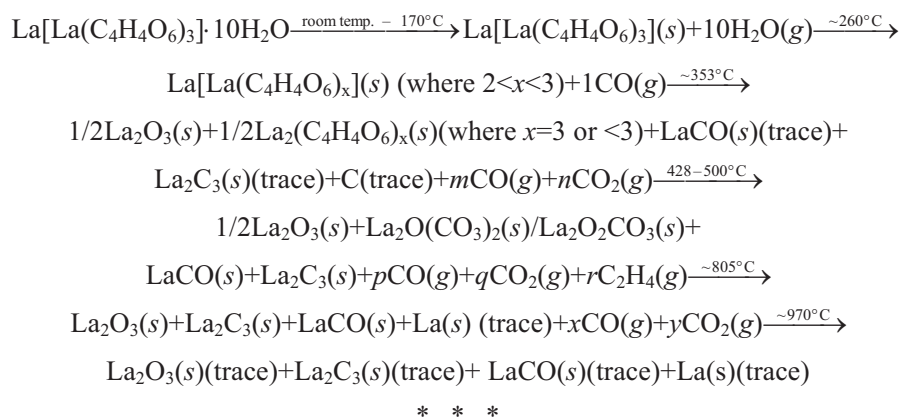 La[La(C₄H₄O₆)₃]·10H₂O —room temp. – 170°C→ La[La(C₄H₄O₆)₃](s)+10H₂O(g) —~260°C→
La[La(C₄H₄O₆)ₓ](s) (where 2<x<3)+1CO(g) —~353°C→
1/2La₂O₃(s)+1/2La₂(C₄H₄O₆)ₓ(s)(where x=3 or <3)+LaCO(s)(trace)+
La₂C₃(s)(trace)+C(trace)+mCO(g)+nCO₂(g) —428–500°C→
1/2La₂O₃(s)+La₂O(CO₃)₂(s)/La₂O₂CO₃(s)+
LaCO(s)+La₂C₃(s)+pCO(g)+qCO₂(g)+rC₂H₄(g) —~805°C→
La₂O₃(s)+La₂C₃(s)+LaCO(s)+La(s) (trace)+xCO(g)+yCO₂(g) —~970°C→
La₂O₃(s)(trace)+La₂C₃(s)(trace)+ LaCO(s)(trace)+La(s)(trace)
* * *